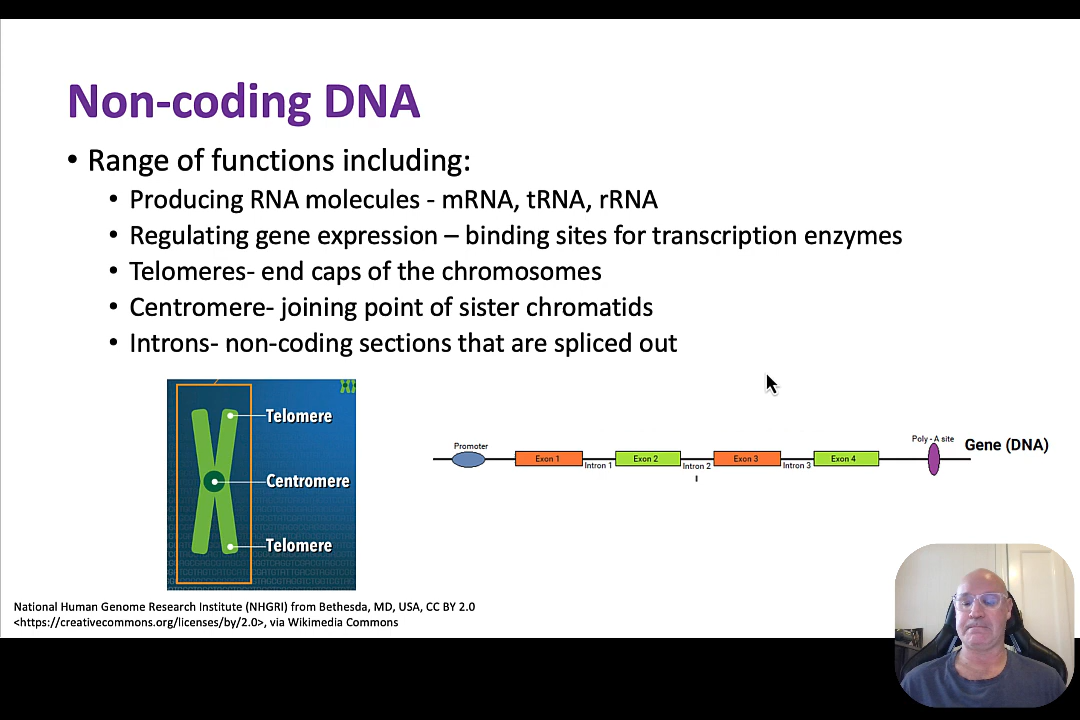 Non-coding DNA
• Range of functions including:
• Producing RNA molecules - mRNA, tRNA, rRNA
• Regulating gene expression – binding sites for transcription enzymes
• Telomeres- end caps of the chromosomes
• Centromere- joining point of sister chromatids
• Introns- non-coding sections that are spliced out
Telomere
Centromere
Telomere
Promoter
Exon 1
Intron 1
Exon 2
Intron 2
Exon 3
Intron 3
Exon 4
Poly - A site
Gene (DNA)
National Human Genome Research Institute (NHGRI) from Bethesda, MD, USA, CC BY 2.0
<https://creativecommons.org/licenses/by/2.0>, via Wikimedia Commons